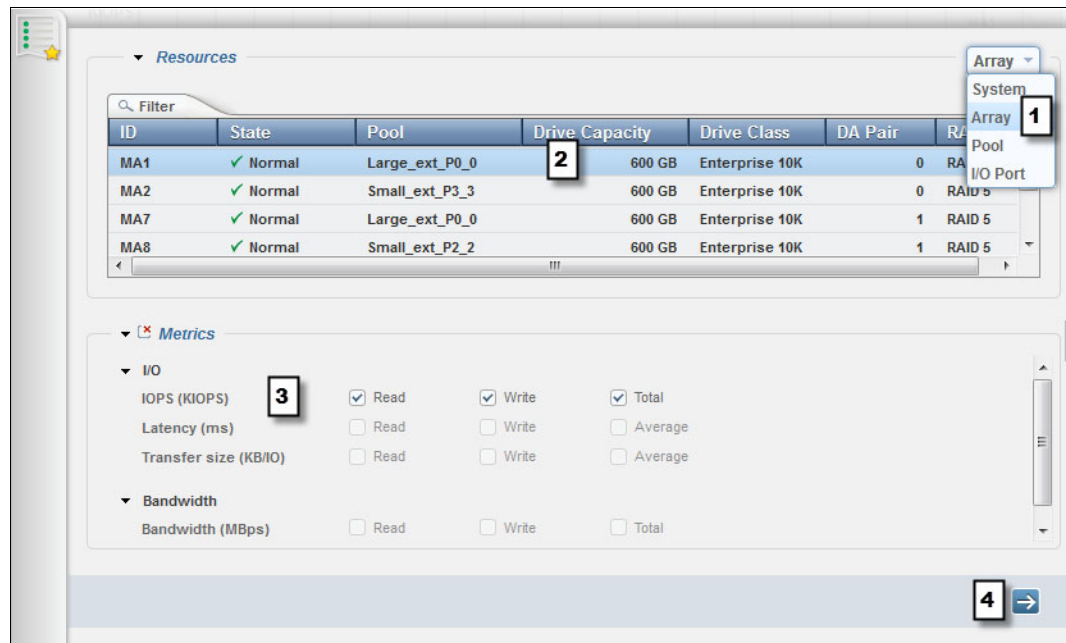 Resources
Array
System
Array
Pool
I/O Port
1
Filter
ID State Pool Drive Capacity Drive Class DA Pair RA
2
MA1 Normal Large_ext_P0_0 600 GB Enterprise 10K 0 RA
MA2 Normal Small_ext_P3_3 600 GB Enterprise 10K 0 RAID 5
MA7 Normal Large_ext_P0_0 600 GB Enterprise 10K 1 RAID 5
MA8 Normal Small_ext_P2_2 600 GB Enterprise 10K 1 RAID 5
Metrics
I/O
IOPS (KIOPS) 3 Read Write Total
Latency (ms) Read Write Average
Transfer size (KB/IO) Read Write Average
Bandwidth
Bandwidth (MBps) Read Write Total
4